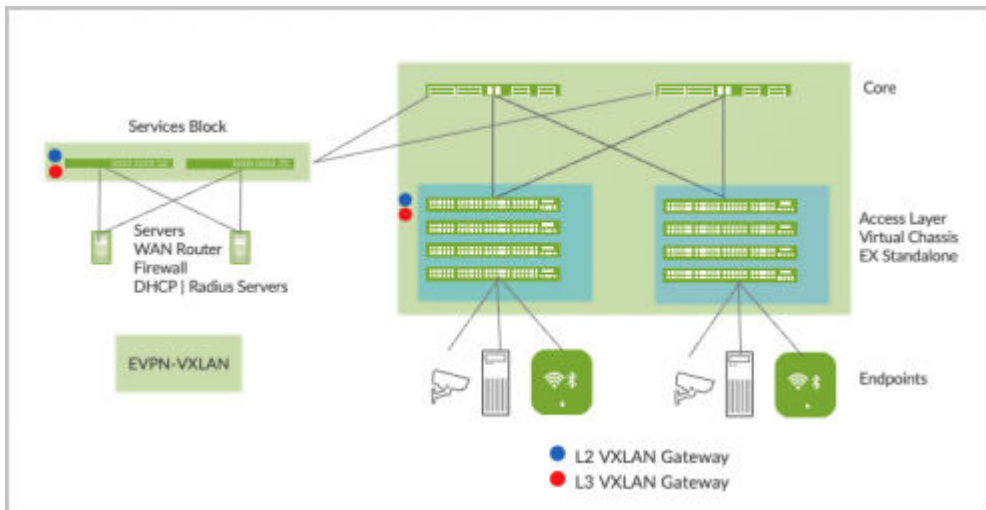 Core
Services Block
Servers
WAN Router
Firewall
DHCP | Radius Servers
Access Layer
Virtual Chassis
EX Standalone
EVPN-VXLAN
Endpoints
L2 VXLAN Gateway
L3 VXLAN Gateway